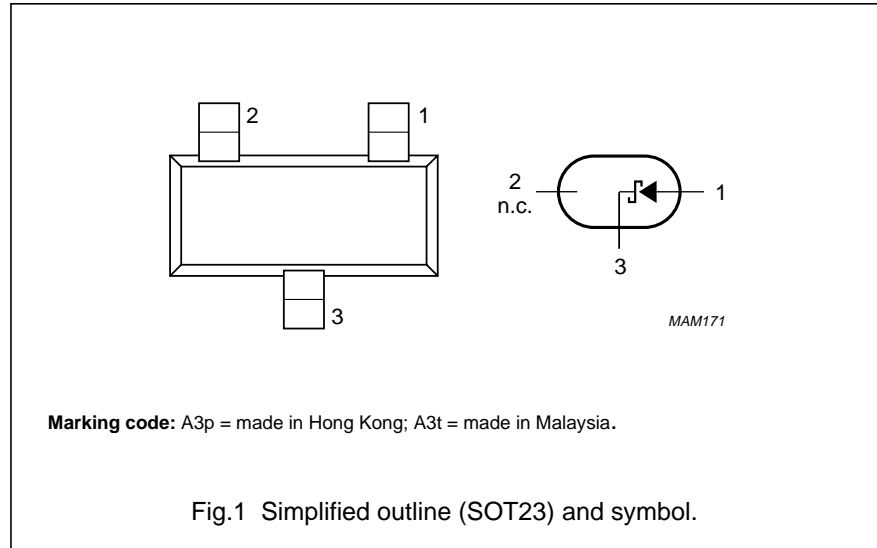 2
1
3
2
n.c.
1
3
MAM171
Marking code: A3p = made in Hong Kong; A3t = made in Malaysia.
Fig.1 Simplified outline (SOT23) and symbol.